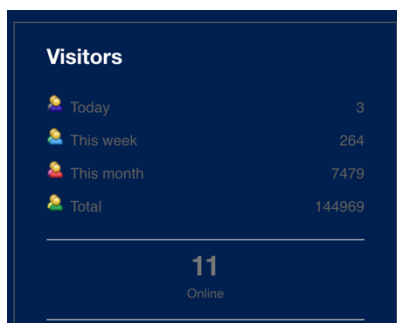 Visitors
Today 3
This week 264
This month 7479
Total 144969
11
Online